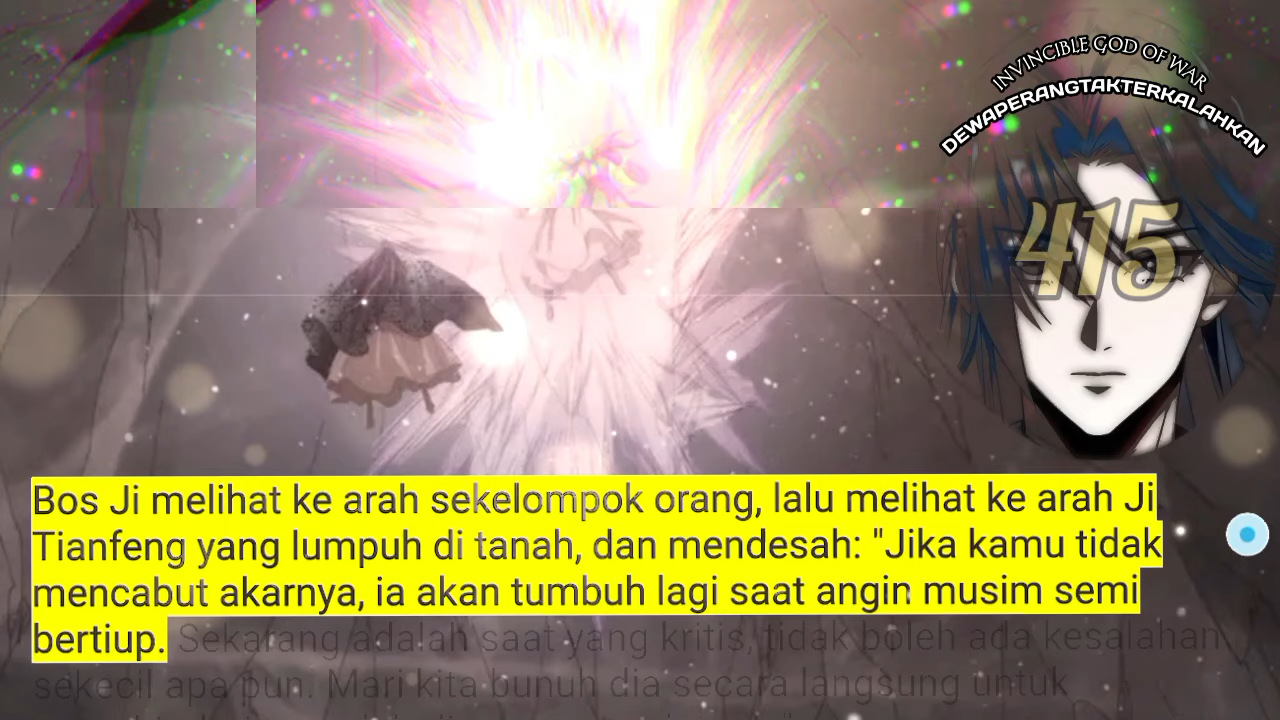 INVINCIBLE GOD OF WAR
DEWAPERANGTAKTERKALAHKAN
415
Bos Ji melihat ke arah sekelompok orang, lalu melihat ke arah Ji
Tianfeng yang lumpuh di tanah, dan mendesah: "Jika kamu tidak
mencabut akarnya, ia akan tumbuh lagi saat angin musim semi
bertiup. Sekarang adalah saat yang kritis, tidak boleh ada kesalahan
sekecil apa pun. Mari kita bunuh dia secara langsung untuk